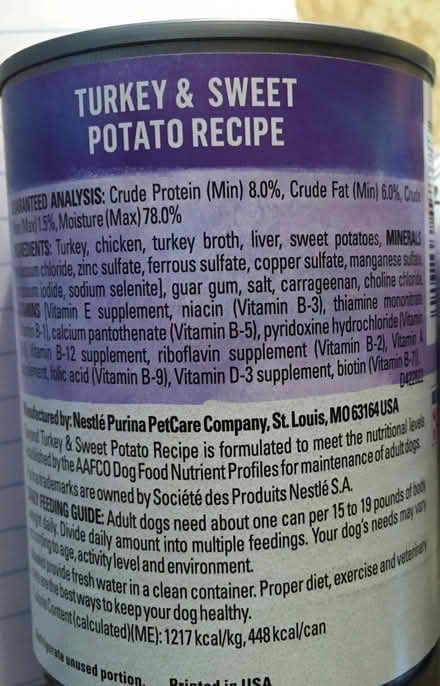 TURKEY & SWEET
POTATO RECIPE
ANALYSIS: Crude Protein (Min) 8.0%, Crude Fat (Min) 6.0%, Crude
1.5%, Moisture (Max) 78.0%
Turkey, chicken, turkey broth, liver, sweet potatoes, MINERALS
chloride, zinc sulfate, ferrous sulfate, copper sulfate, manganese sulfate,
iodide, sodium selenite], guar gum, salt, carrageenan, choline chloride,
[Vitamin E supplement, niacin (Vitamin B-3), thiamine mononitrate
B-1), calcium pantothenate (Vitamin B-5), pyridoxine hydrochloride (Vitamin
Vitamin B-12 supplement, riboflavin supplement (Vitamin B-2), Vitamin A
folic acid (Vitamin B-9), Vitamin D-3 supplement, biotin (Vitamin B-7)].
by: Nestlé Purina PetCare Company, St. Louis, MO 63164 USA
Turkey & Sweet Potato Recipe is formulated to meet the nutritional levels
by the AAFCO Dog Food Nutrient Profiles for maintenance of adult dogs.
trademarks are owned by Société des Produits Nestlé S.A.
FEEDING GUIDE: Adult dogs need about one can per 15 to 19 pounds of body
daily. Divide daily amount into multiple feedings. Your dog's needs may vary
to age, activity level and environment.
provide fresh water in a clean container. Proper diet, exercise and veterinary
are the best ways to keep your dog healthy.
Content (calculated)(ME): 1217 kcal/kg, 448 kcal/can
unused portion. Printed in USA